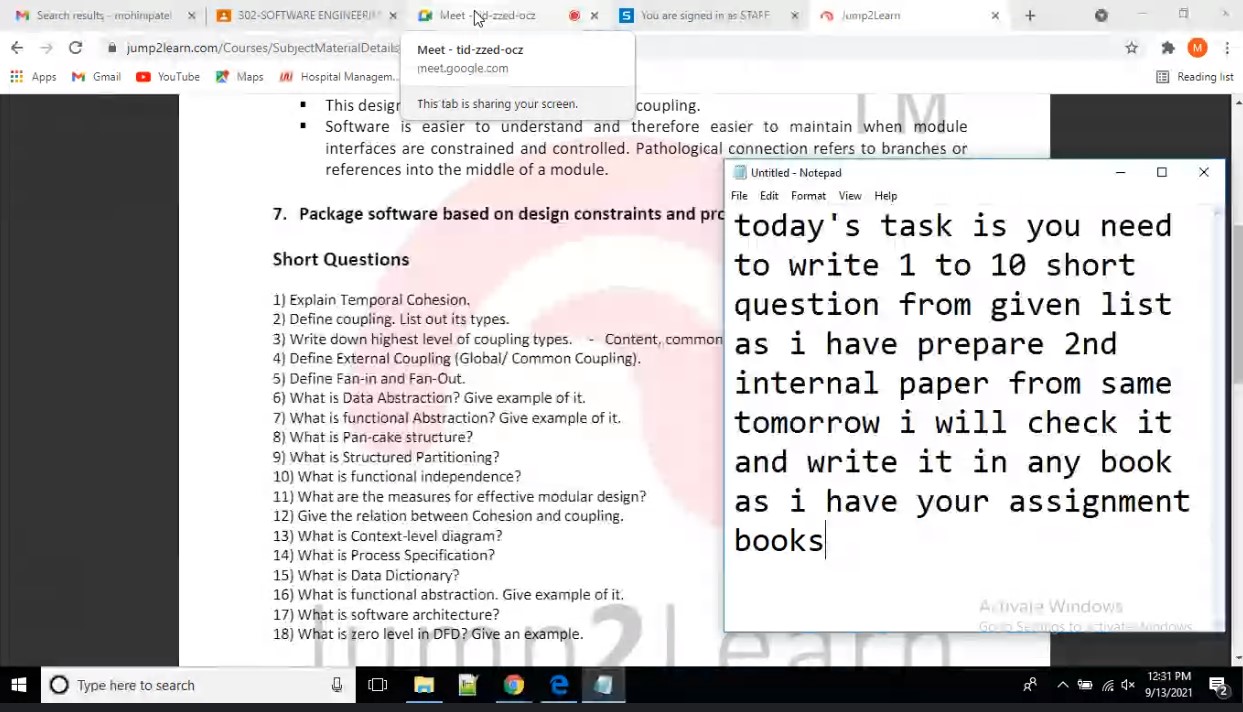 Search results - mohinipatel
302-SOFTWARE ENGINEERIN
Meet - tid-zzed-ocz
You are signed in as STAFF
Jump2Learn
jump2learn.com/Courses/SubjectMaterialDetails
M
Apps
Gmail
YouTube
Maps
Hospital Managem...
Reading list
Meet - tid-zzed-ocz
meet.google.com
This tab is sharing your screen.
▪ This design coupling.
▪ Software is easier to understand and therefore easier to maintain when module
interfaces are constrained and controlled. Pathological connection refers to branches or
references into the middle of a module.
7. Package software based on design constraints and pro
Short Questions
1) Explain Temporal Cohesion.
2) Define coupling. List out its types.
3) Write down highest level of coupling types. - Content, common
4) Define External Coupling (Global/ Common Coupling).
5) Define Fan-in and Fan-Out.
6) What is Data Abstraction? Give example of it.
7) What is functional Abstraction? Give example of it.
8) What is Pan-cake structure?
9) What is Structured Partitioning?
10) What is functional independence?
11) What are the measures for effective modular design?
12) Give the relation between Cohesion and coupling.
13) What is Context-level diagram?
14) What is Process Specification?
15) What is Data Dictionary?
16) What is functional abstraction. Give example of it.
17) What is software architecture?
18) What is zero level in DFD? Give an example.
TM
Jump2Learn
Untitled - Notepad
File Edit Format View Help
today's task is you need
to write 1 to 10 short
question from given list
as i have prepare 2nd
internal paper from same
tomorrow i will check it
and write it in any book
as i have your assignment
books
Activate Windows
Go to Settings to activate Windows.
Type here to search
12:31 PM
9/13/2021
2